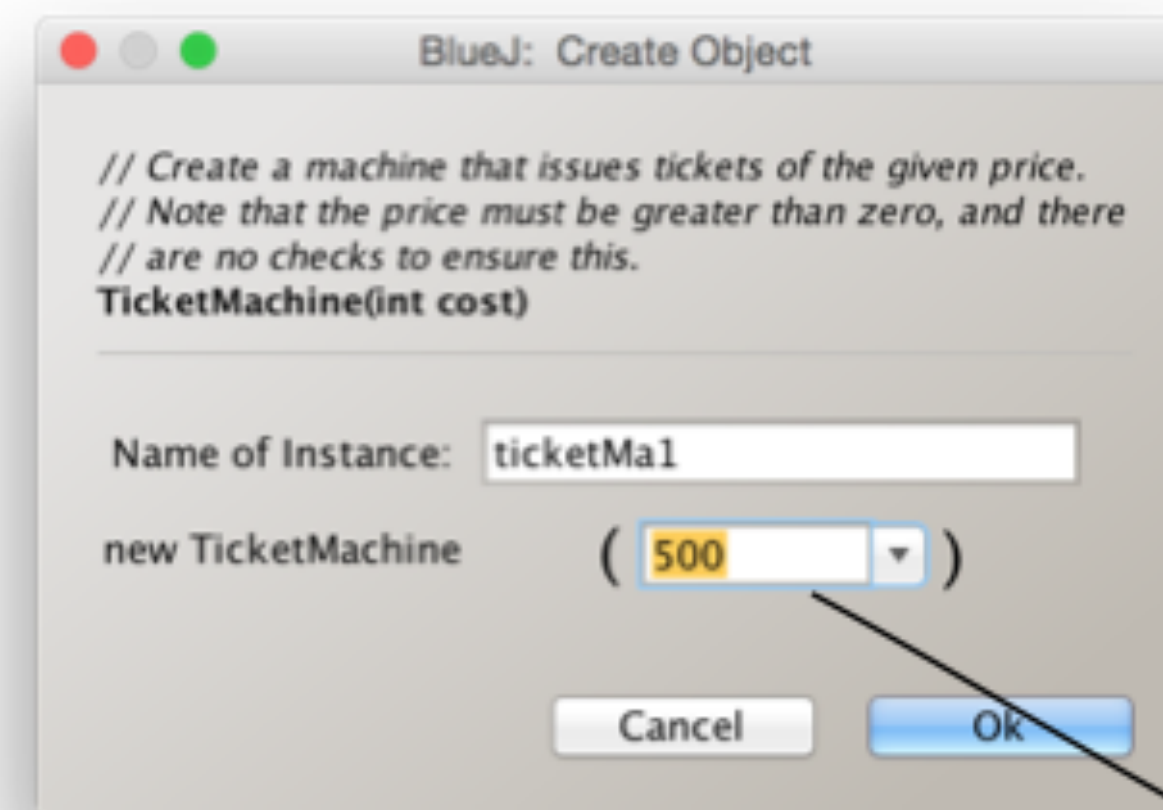 BlueJ: Create Object
// Create a machine that issues tickets of the given price.
// Note that the price must be greater than zero, and there
// are no checks to ensure this.
TicketMachine(int cost)
Name of Instance: ticketMa1
new TicketMachine ( 500 )
Cancel Ok